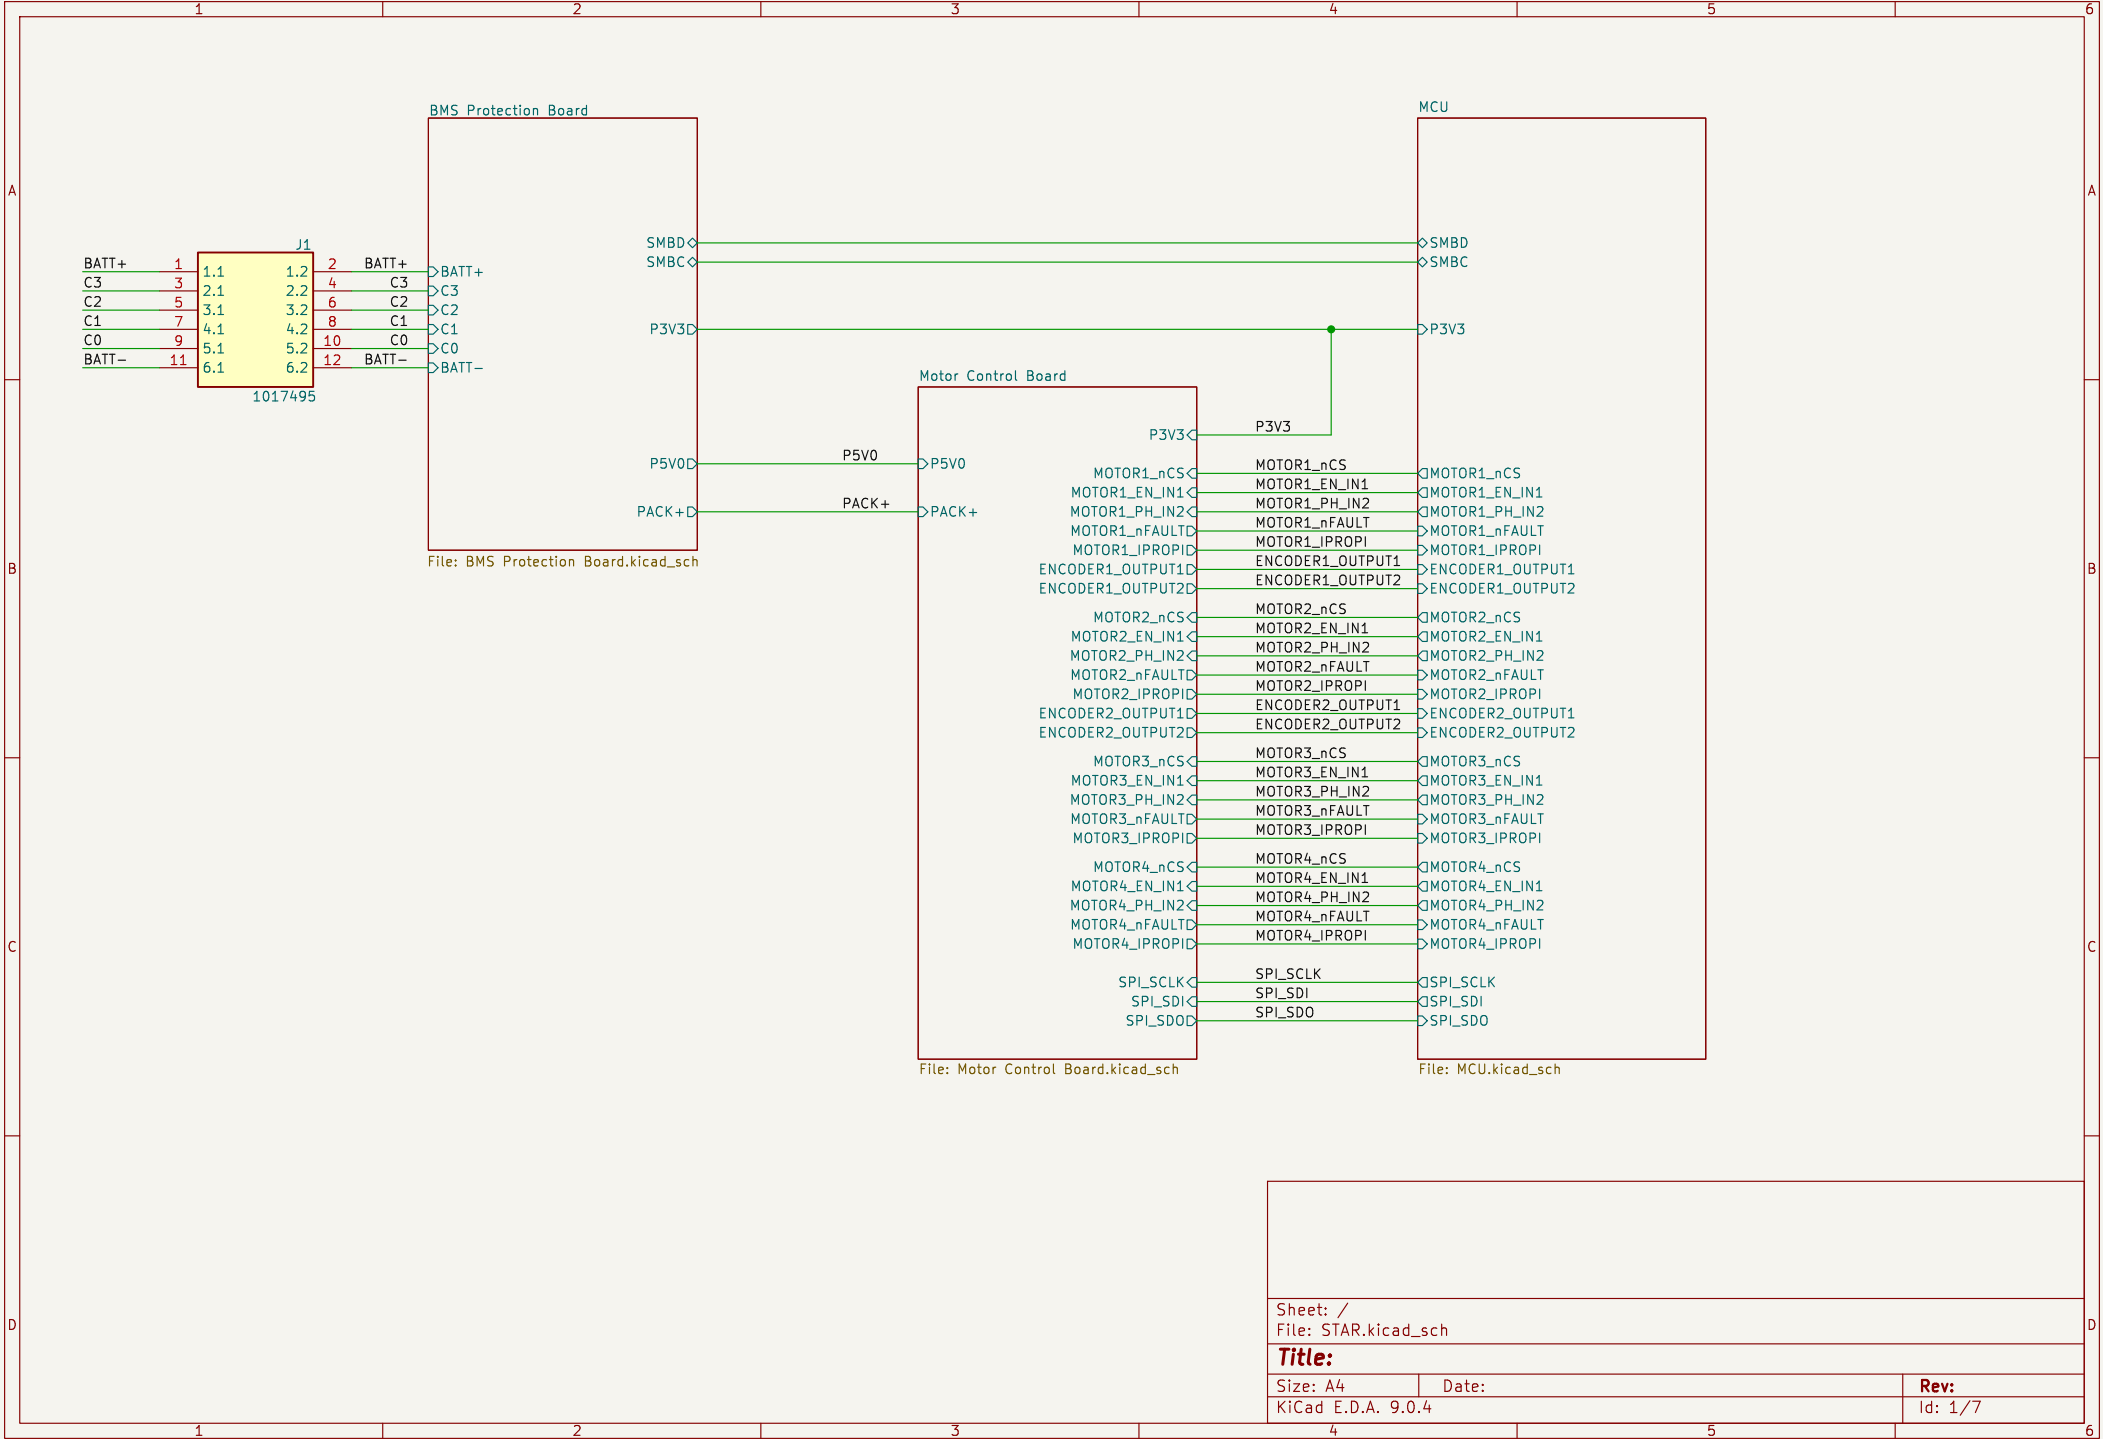 1 2 3 4 5 6
A A
B B
C C
D D
BMS Protection Board
SMBD
SMBC
P3V3
P5V0
PACK+
BATT+
C3
C2
C1
C0
BATT-
File: BMS Protection Board.kicad_sch
J1
BATT+ 1 1.1 1.2 2 BATT+
C3 3 2.1 2.2 4 C3
C2 5 3.1 3.2 6 C2
C1 7 4.1 4.2 8 C1
C0 9 5.1 5.2 10 C0
BATT- 11 6.1 6.2 12 BATT-
1017495
P5V0
PACK+
Motor Control Board
P5V0
PACK+
P3V3 P3V3
MOTOR1_nCS MOTOR1_nCS MOTOR1_nCS
MOTOR1_EN_IN1 MOTOR1_EN_IN1 MOTOR1_EN_IN1
MOTOR1_PH_IN2 MOTOR1_PH_IN2 MOTOR1_PH_IN2
MOTOR1_nFAULT MOTOR1_nFAULT MOTOR1_nFAULT
MOTOR1_IPROPI MOTOR1_IPROPI MOTOR1_IPROPI
ENCODER1_OUTPUT1 ENCODER1_OUTPUT1 ENCODER1_OUTPUT1
ENCODER1_OUTPUT2 ENCODER1_OUTPUT2 ENCODER1_OUTPUT2
MOTOR2_nCS MOTOR2_nCS MOTOR2_nCS
MOTOR2_EN_IN1 MOTOR2_EN_IN1 MOTOR2_EN_IN1
MOTOR2_PH_IN2 MOTOR2_PH_IN2 MOTOR2_PH_IN2
MOTOR2_nFAULT MOTOR2_nFAULT MOTOR2_nFAULT
MOTOR2_IPROPI MOTOR2_IPROPI MOTOR2_IPROPI
ENCODER2_OUTPUT1 ENCODER2_OUTPUT1 ENCODER2_OUTPUT1
ENCODER2_OUTPUT2 ENCODER2_OUTPUT2 ENCODER2_OUTPUT2
MOTOR3_nCS MOTOR3_nCS MOTOR3_nCS
MOTOR3_EN_IN1 MOTOR3_EN_IN1 MOTOR3_EN_IN1
MOTOR3_PH_IN2 MOTOR3_PH_IN2 MOTOR3_PH_IN2
MOTOR3_nFAULT MOTOR3_nFAULT MOTOR3_nFAULT
MOTOR3_IPROPI MOTOR3_IPROPI MOTOR3_IPROPI
MOTOR4_nCS MOTOR4_nCS MOTOR4_nCS
MOTOR4_EN_IN1 MOTOR4_EN_IN1 MOTOR4_EN_IN1
MOTOR4_PH_IN2 MOTOR4_PH_IN2 MOTOR4_PH_IN2
MOTOR4_nFAULT MOTOR4_nFAULT MOTOR4_nFAULT
MOTOR4_IPROPI MOTOR4_IPROPI MOTOR4_IPROPI
SPI_SCLK SPI_SCLK SPI_SCLK
SPI_SDI SPI_SDI SPI_SDI
SPI_SDO SPI_SDO SPI_SDO
File: Motor Control Board.kicad_sch
MCU
SMBD
SMBC
P3V3
File: MCU.kicad_sch
Sheet: /
File: STAR.kicad_sch
Title:
Size: A4 Date: Rev:
KiCad E.D.A. 9.0.4 Id: 1/7
1 2 3 4 5 6